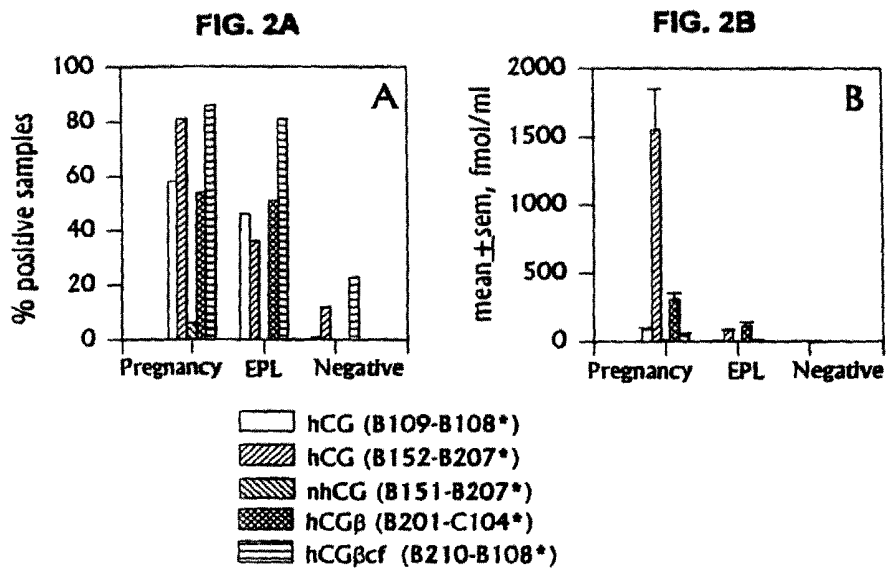 FIG. 2A
100
80
60
40
20
0
% positive samples
A
Pregnancy EPL Negative
FIG. 2B
2000
1500
1000
500
0
mean±sem, fmol/ml
B
Pregnancy EPL Negative
hCG (B109-B108*)
hCG (B152-B207*)
nhCG (B151-B207*)
hCGβ (B201-C104*)
hCGβcf (B210-B108*)